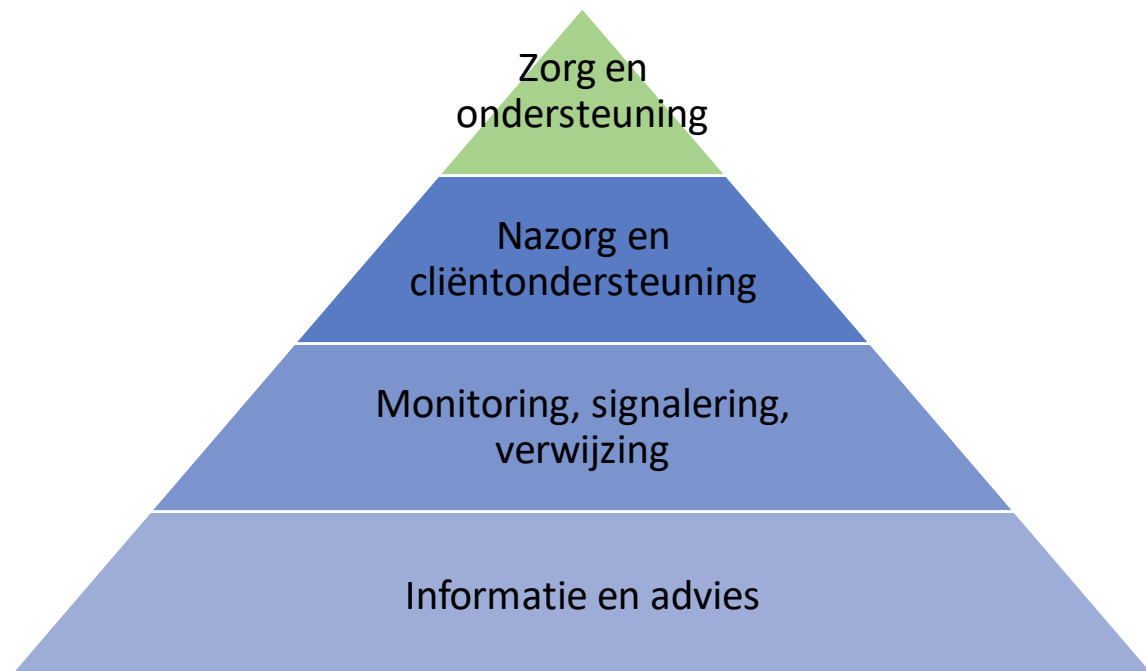 Zorg en
ondersteuning
Nazorg en
cliëntondersteuning
Monitoring, signalering,
verwijzing
Informatie en advies